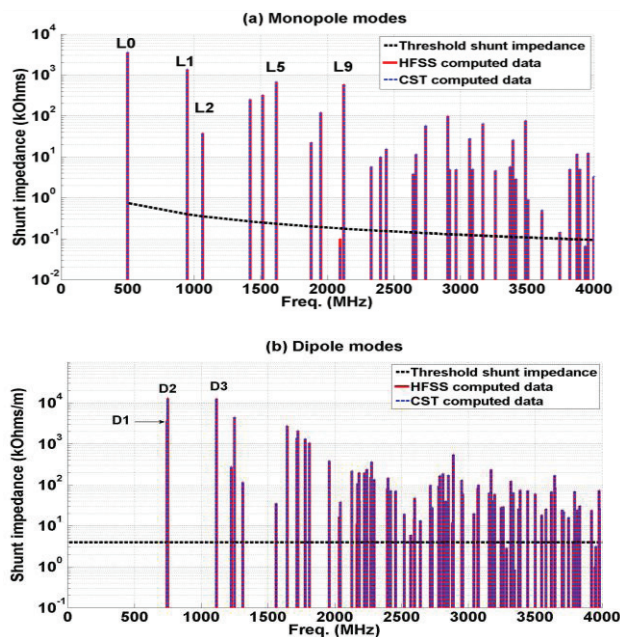 (a) Monopole modes
10^4
L0
L1
L5
L9
Threshold shunt impedance
HFSS computed data
CST computed data
10^3
L2
10^2
10^1
10^0
10^-1
10^-2
Shunt impedance (kOhms)
0
500
1000
1500
2000
2500
3000
3500
4000
Freq. (MHz)
(b) Dipole modes
Threshold shunt impedance
HFSS computed data
CST computed data
D2
D3
10^4
D1
10^3
10^2
10^1
10^0
10^-1
Shunt impedance (kOhms/m)
0
500
1000
1500
2000
2500
3000
3500
4000
Freq. (MHz)